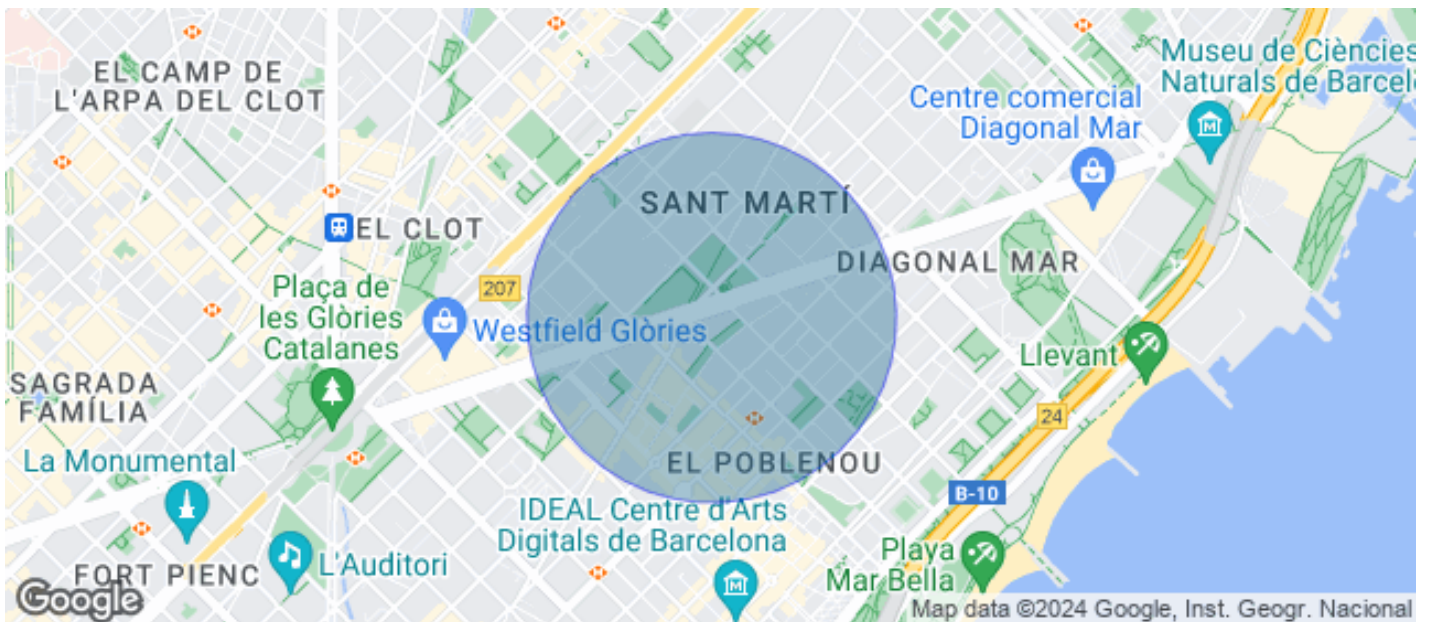 EL CAMP DE
L'ARPA DEL CLOT
Museu de Ciències
Naturals de Barcel
Centre comercial
Diagonal Mar
SANT MARTÍ
EL CLOT
DIAGONAL MAR
207
Plaça de
les Glòries
Catalanes
Westfield Glòries
Llevant
SAGRADA
FAMÍLIA
24
La Monumental
EL POBLENOU
B-10
IDEAL Centre d'Arts
Digitals de Barcelona
Playa
Mar Bella
L'Auditori
FORT PIENC
Google
Map data ©2024 Google, Inst. Geogr. Nacional